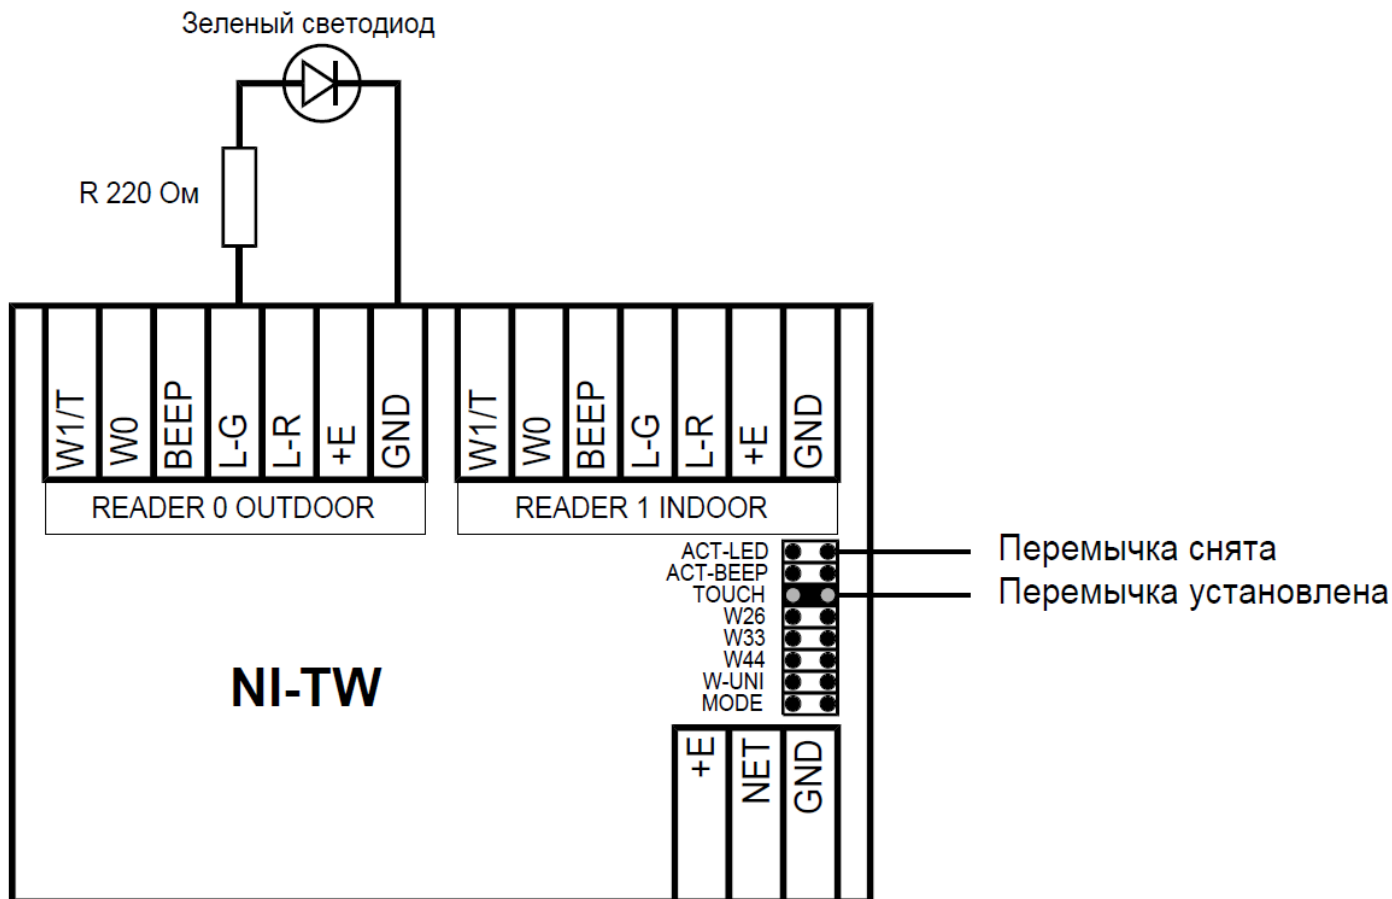 Зеленый светодиод
R 220 Ом
W1/T
W0
BEEP
L-G
L-R
+E
GND
W1/T
W0
BEEP
L-G
L-R
+E
GND
READER 0 OUTDOOR
READER 1 INDOOR
ACT-LED
Перемычка снята
ACT-BEEP
TOUCH
Перемычка установлена
W26
W33
W44
W-UNI
MODE
NI-TW
+E
NET
GND